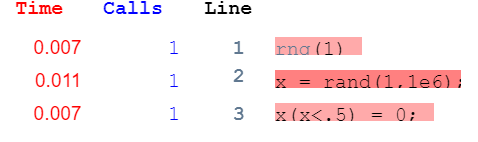 Time Calls Line
0.007 1 1 rng(1)
0.011 1 2 x = rand(1,1e6);
0.007 1 3 x(x<.5) = 0;